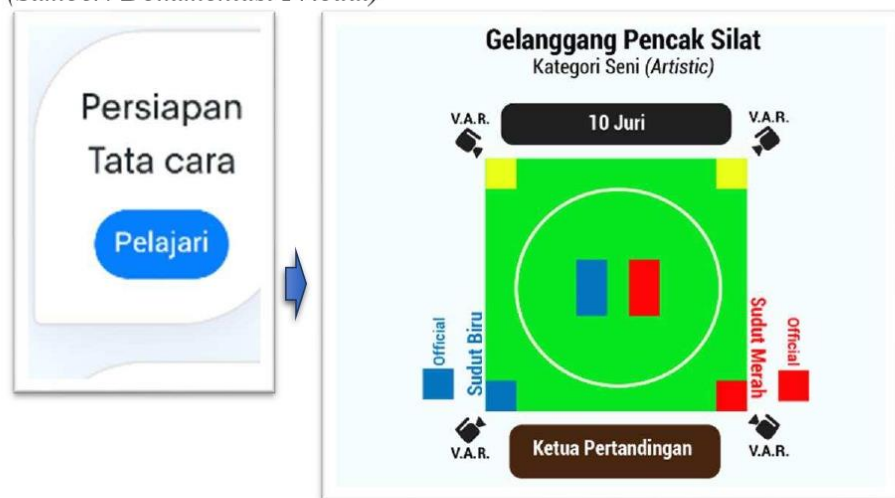 Persiapan
Tata cara
Pelajari
Gelanggang Pencak Silat
Kategori Seni (Artistic)
V.A.R.
10 Juri
V.A.R.
Official
Sudut Biru
Sudut Merah
Official
V.A.R.
Ketua Pertandingan
V.A.R.